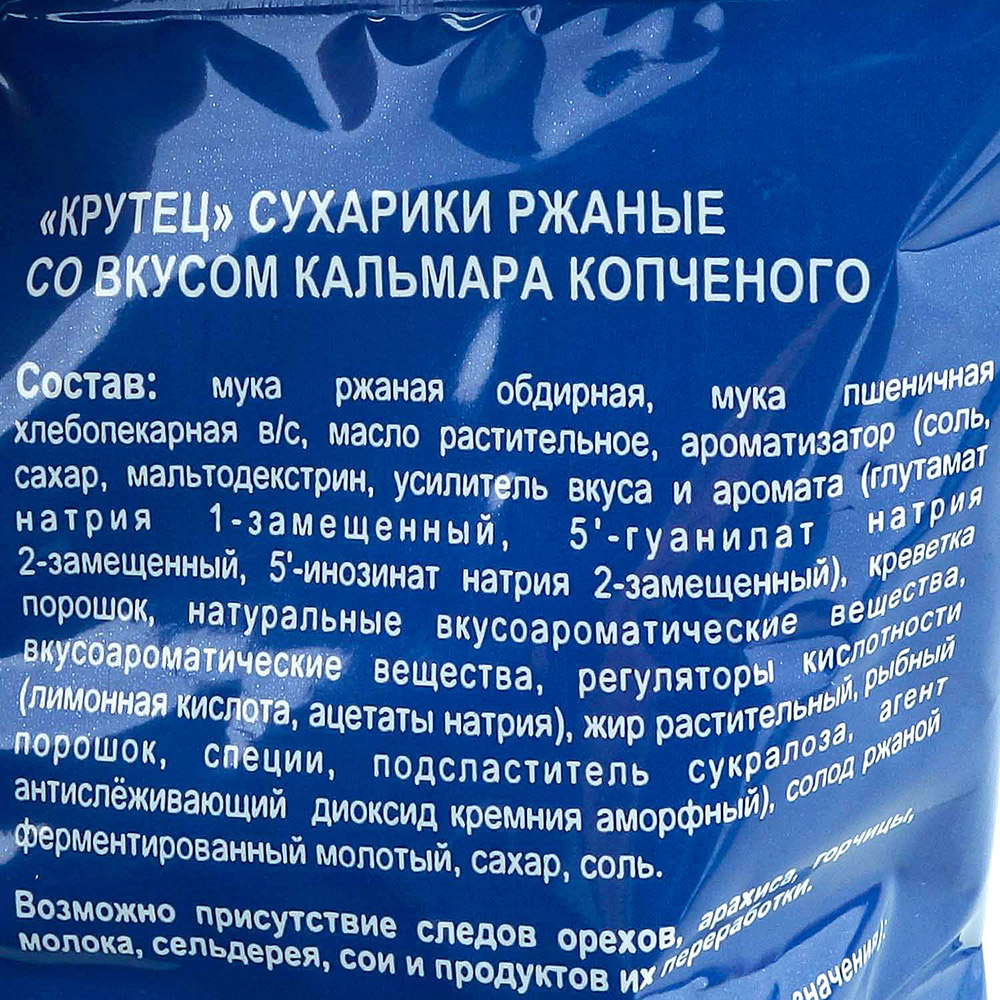 «КРУТЕЦ» СУХАРИКИ РЖАНЫЕ
СО ВКУСОМ КАЛЬМАРА КОПЧЕНОГО
Состав: мука ржаная обдирная, мука пшеничная
хлебопекарная в/с, масло растительное, ароматизатор (соль,
сахар, мальтодекстрин, усилитель вкуса и аромата (глутамат
натрия 1-замещенный, 5'-гуанилат натрия
2-замещенный, 5'-инозинат натрия 2-замещенный), креветка
порошок, натуральные вкусоароматические вещества,
вкусоароматические вещества, регуляторы кислотности
(лимонная кислота, ацетаты натрия), жир растительный, рыбный
порошок, специи, подсластитель сукралоза, агент
антислёживающий диоксид кремния аморфный), солод ржаной
ферментированный молотый, сахар, соль.
Возможно присутствие следов орехов, арахиса, горчицы,
молока, сельдерея, сои и продуктов их переработки.